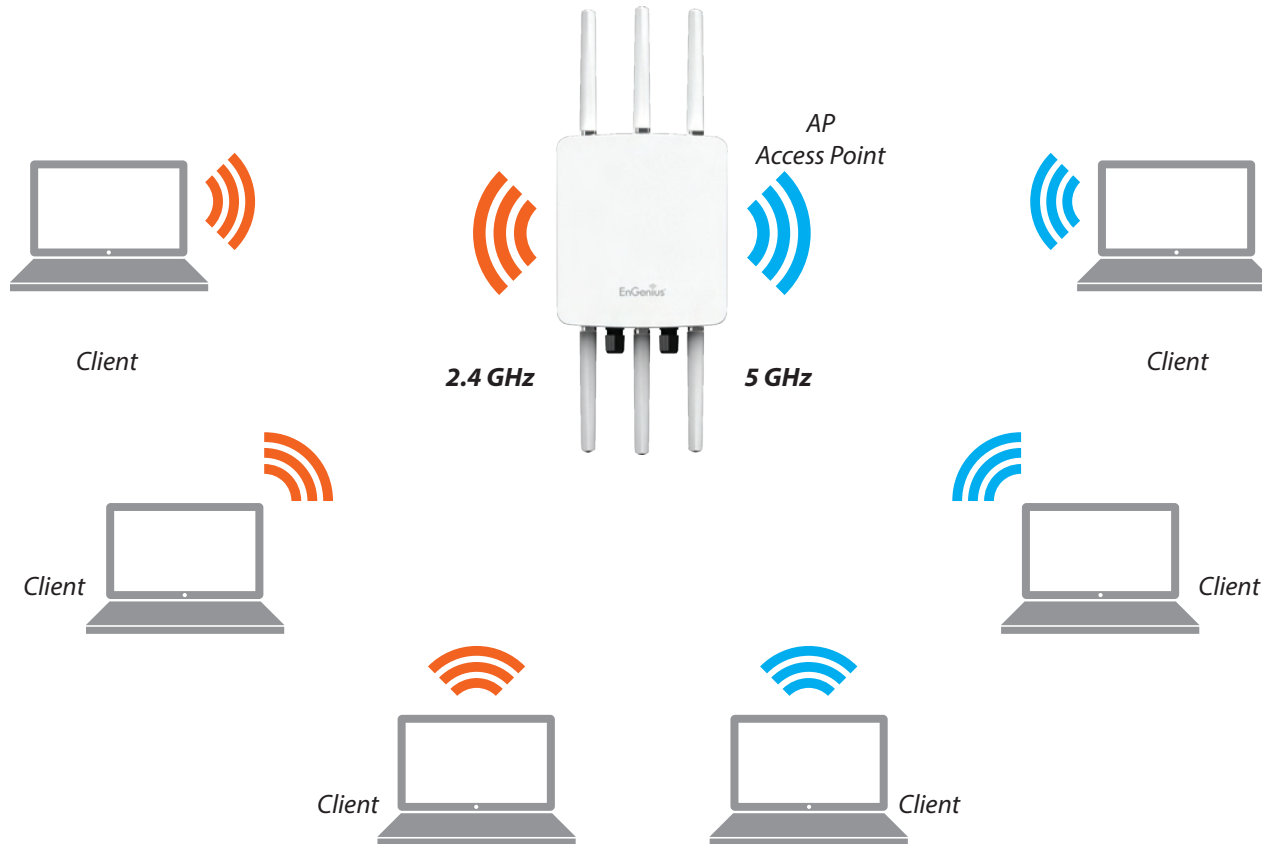 AP
Access Point
EnGenius
Client
2.4 GHz
5 GHz
Client
Client
Client
Client
Client